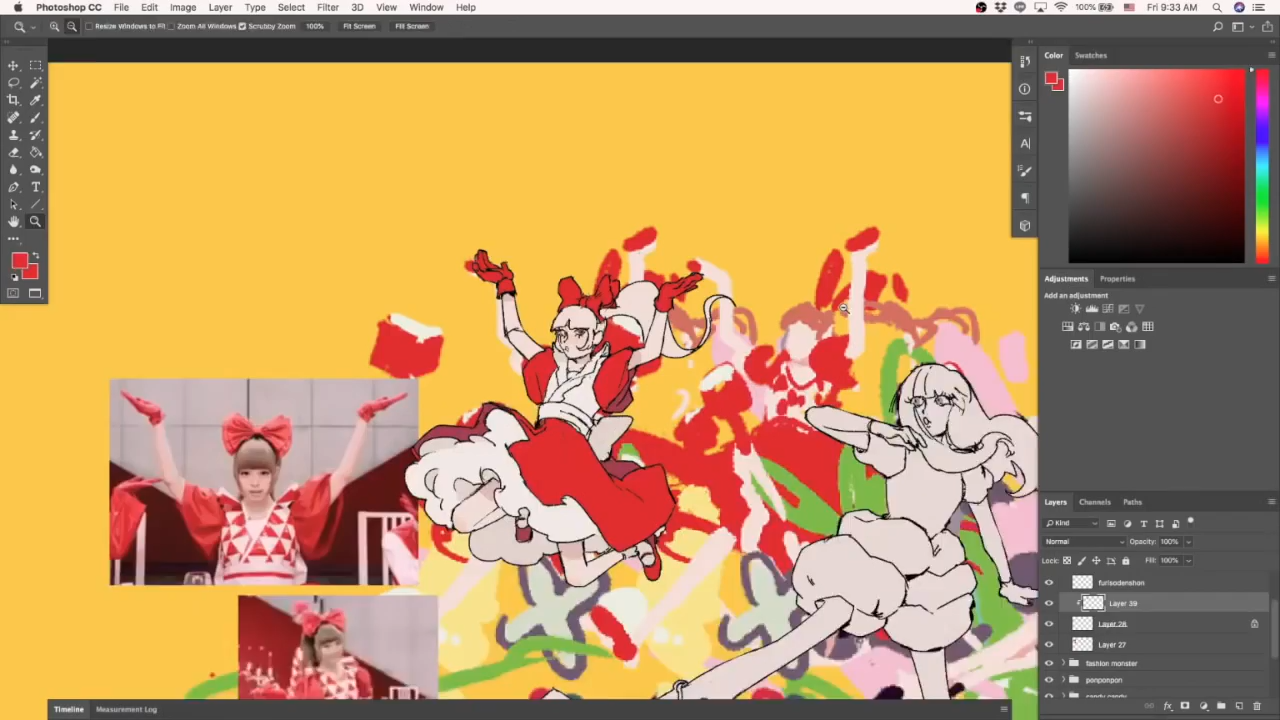 Photoshop CC File Edit Image Layer Type Select Filter 3D View Window Help 100% Fri 9:33 AM
Resize Windows to Fit Zoom All Windows Scrubby Zoom 100% Fit Screen Fill Screen
Color Swatches
Adjustments Properties
Add an adjustment
Layers Channels Paths
Kind
Normal Opacity: 100%
Lock: Fill: 100%
furisodenshon
Layer 39
Layer 28
Layer 27
fashion monster
ponponpon
candy candy
Timeline Measurement Log